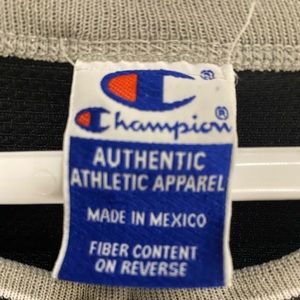 ®
Champion®
AUTHENTIC
ATHLETIC APPAREL
MADE IN MEXICO
FIBER CONTENT
ON REVERSE